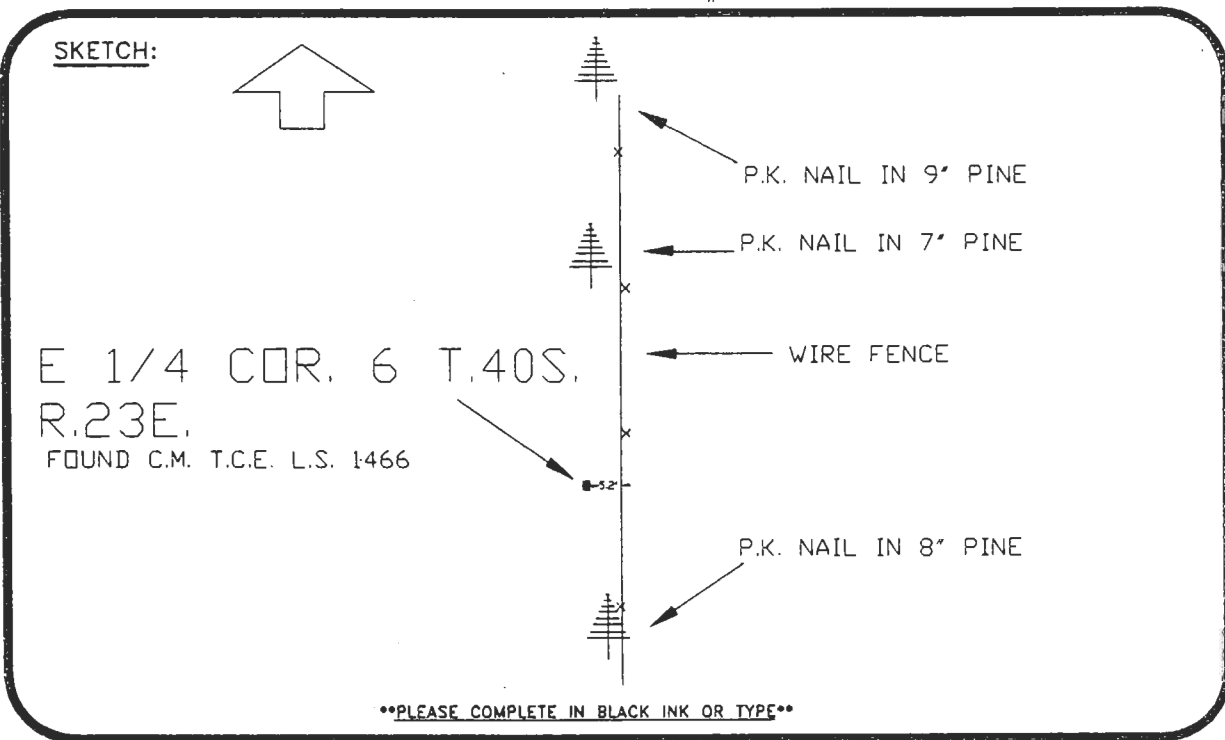 SKETCH:
P.K. NAIL IN 9" PINE
P.K. NAIL IN 7" PINE
WIRE FENCE
E 1/4 COR. 6 T.40S.
R.23E.
FOUND C.M. T.C.E. L.S. 1466
5.2'
P.K. NAIL IN 8" PINE
**PLEASE COMPLETE IN BLACK INK OR TYPE**